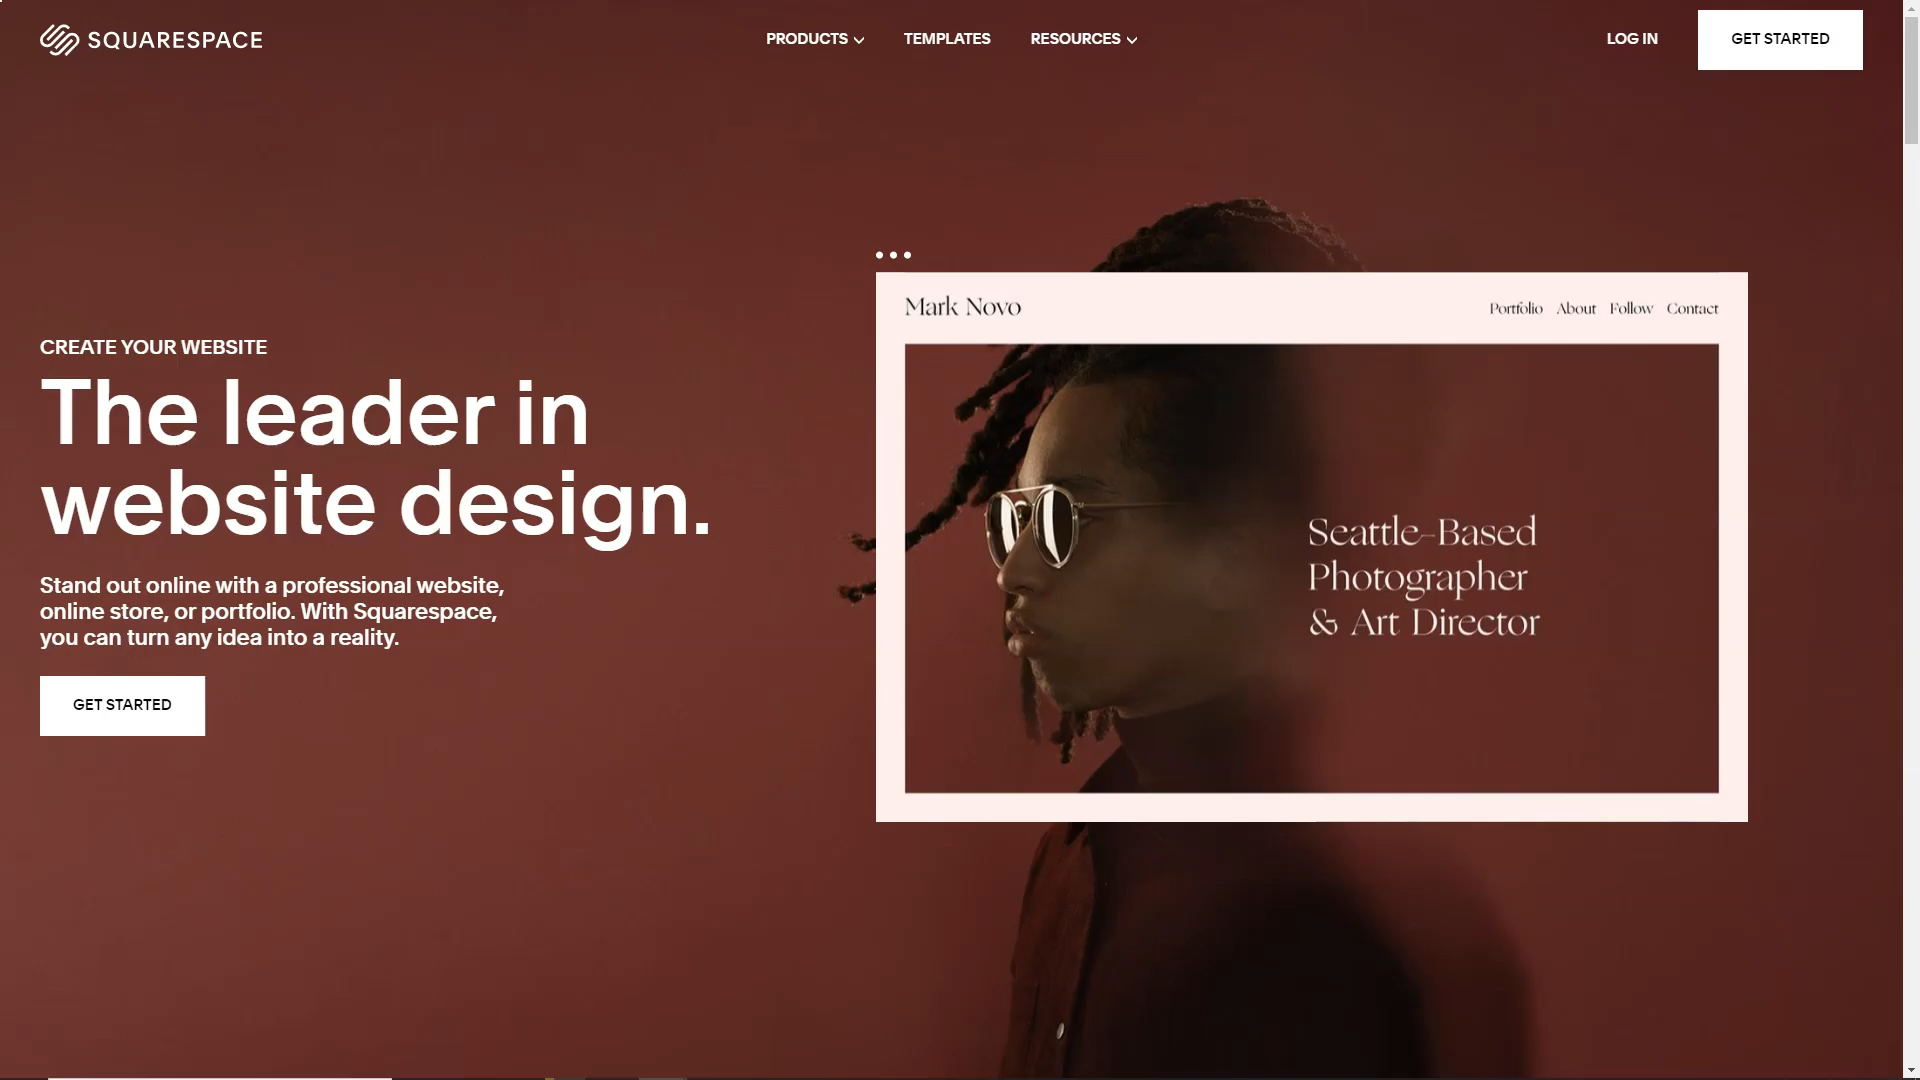 SQUARESPACE
PRODUCTS
TEMPLATES
RESOURCES
LOG IN
GET STARTED
CREATE YOUR WEBSITE
The leader in
website design.
Stand out online with a professional website,
online store, or portfolio. With Squarespace,
you can turn any idea into a reality.
GET STARTED
Mark Novo
Portfolio About Follow Contact
Seattle-Based
Photographer
& Art Director